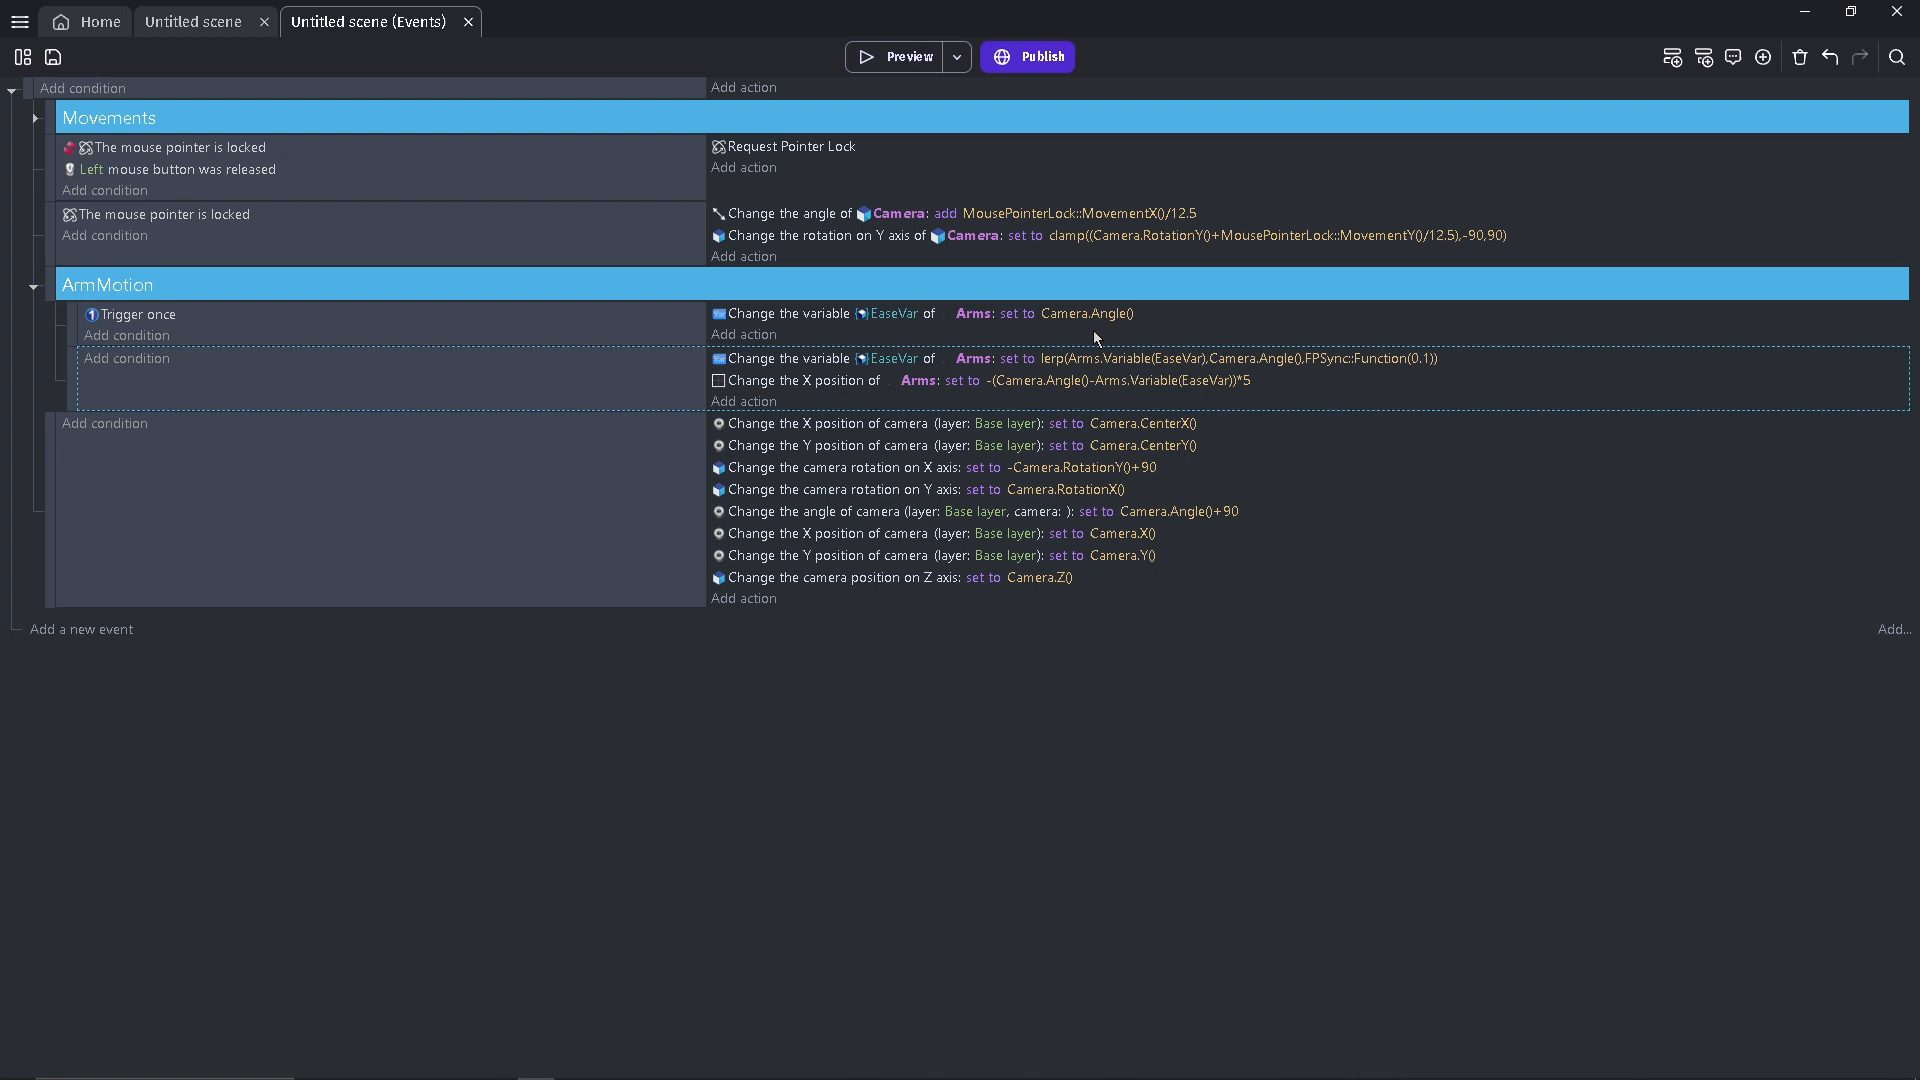 Home
Untitled scene
Untitled scene (Events)
Preview
Publish
Add condition
Add action
Movements
The mouse pointer is locked
Left mouse button was released
Add condition
Request Pointer Lock
Add action
The mouse pointer is locked
Add condition
Change the angle of Camera: add MousePointerLock::MovementX()/12.5
Change the rotation on Y axis of Camera: set to clamp((Camera.RotationY()+MousePointerLock::MovementY()/12.5),-90,90)
Add action
ArmMotion
Trigger once
Add condition
Change the variable EaseVar of Arms: set to Camera.Angle()
Add action
Add condition
Change the variable EaseVar of Arms: set to lerp(Arms.Variable(EaseVar),Camera.Angle(),FPSync::Function(0.1))
Change the X position of Arms: set to -(Camera.Angle()-Arms.Variable(EaseVar))*5
Add action
Add condition
Change the X position of camera (layer: Base layer): set to Camera.CenterX()
Change the Y position of camera (layer: Base layer): set to Camera.CenterY()
Change the camera rotation on X axis: set to -Camera.RotationY()+90
Change the camera rotation on Y axis: set to Camera.RotationX()
Change the angle of camera (layer: Base layer, camera: ): set to Camera.Angle()+90
Change the X position of camera (layer: Base layer): set to Camera.X()
Change the Y position of camera (layer: Base layer): set to Camera.Y()
Change the camera position on Z axis: set to Camera.Z()
Add action
Add a new event
Add...